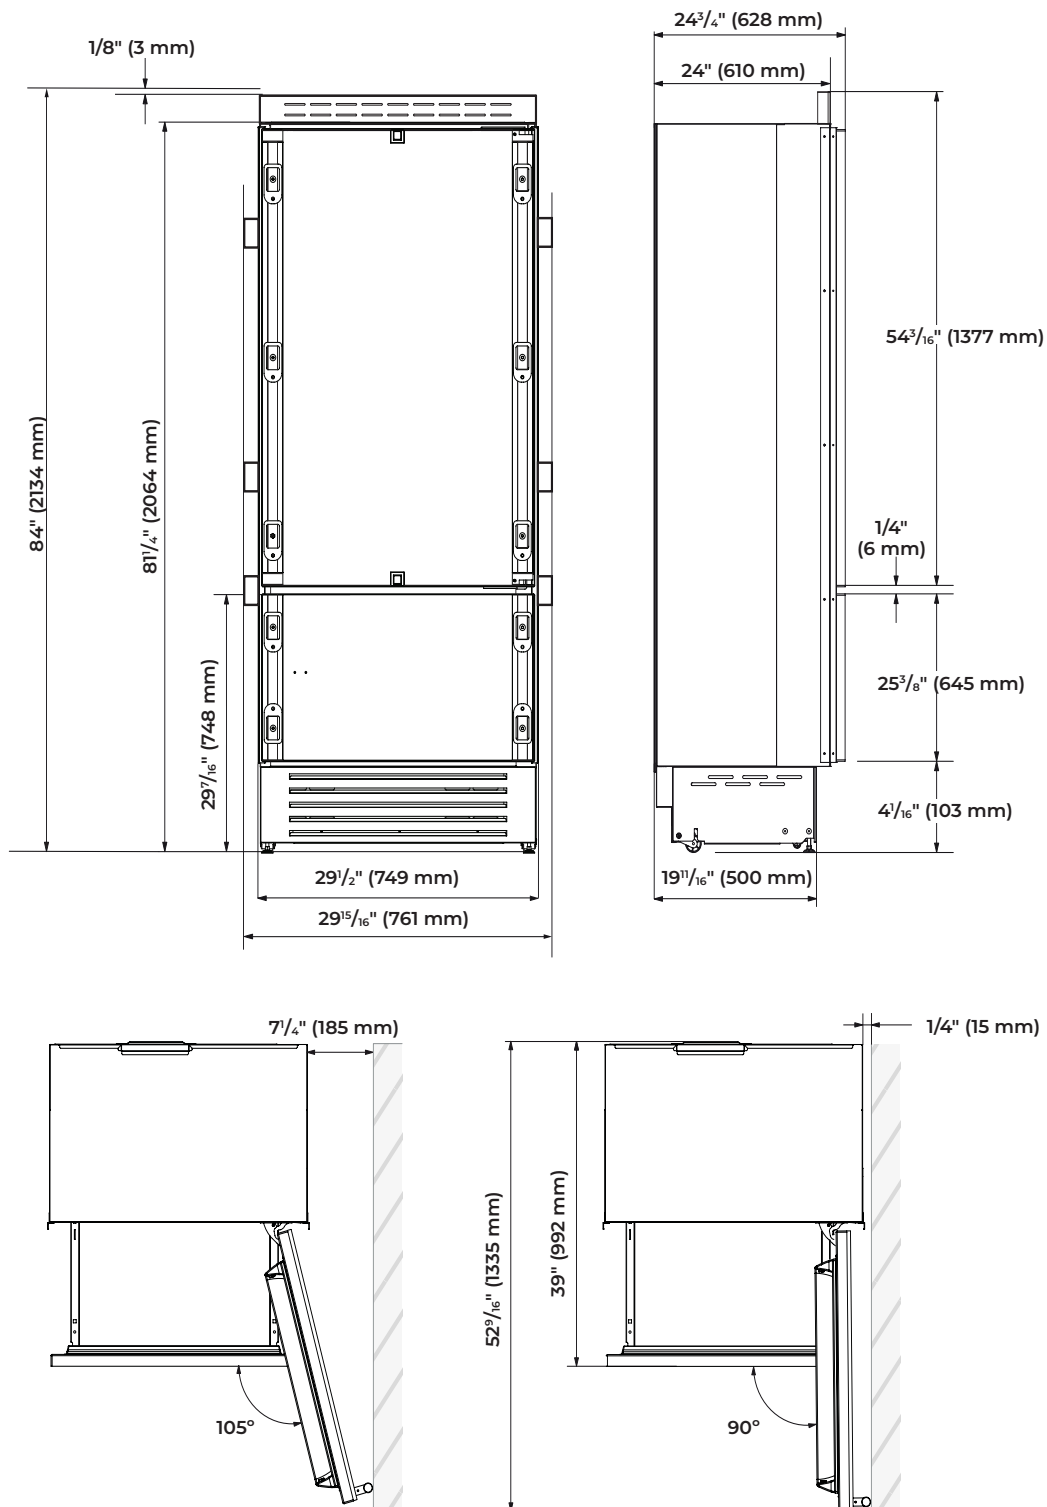 24³/₄" (628 mm)
1/8" (3 mm)
24" (610 mm)
54³/₁₆" (1377 mm)
84" (2134 mm)
81¹/₄" (2064 mm)
1/4"
(6 mm)
25³/₈" (645 mm)
29⁷/₁₆" (748 mm)
4¹/₁₆" (103 mm)
29¹/₂" (749 mm)
19¹¹/₁₆" (500 mm)
29¹⁵/₁₆" (761 mm)
7¹/₄" (185 mm)
1/4" (15 mm)
52⁹/₁₆" (1335 mm)
39" (992 mm)
105º
90º